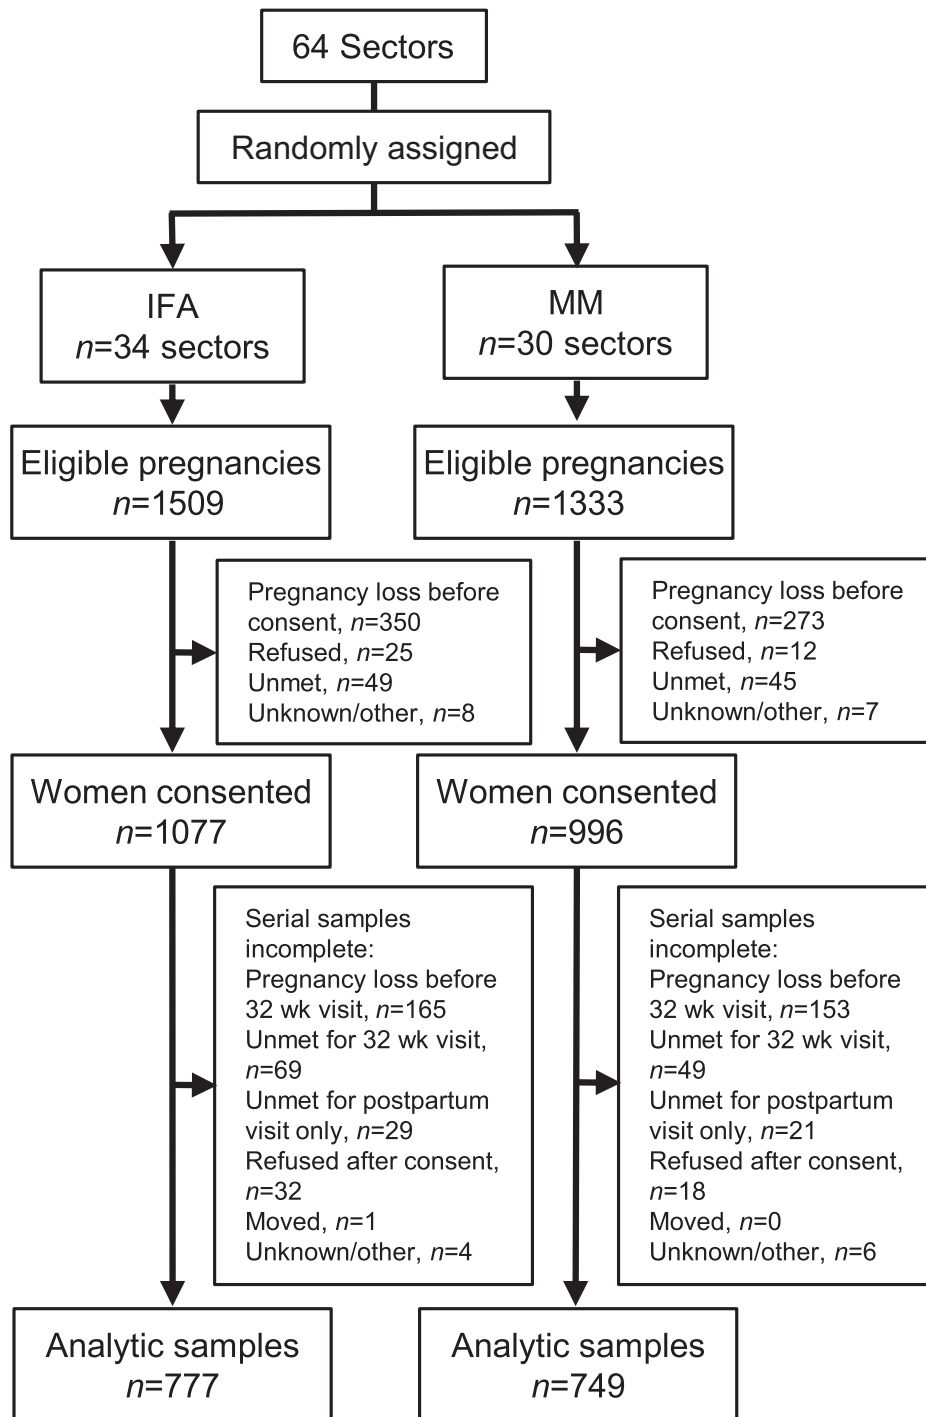 64 Sectors
Randomly assigned
IFA
n=34 sectors
MM
n=30 sectors
Eligible pregnancies
n=1509
Eligible pregnancies
n=1333
Pregnancy loss before
consent, n=350
Refused, n=25
Unmet, n=49
Unknown/other, n=8
Pregnancy loss before
consent, n=273
Refused, n=12
Unmet, n=45
Unknown/other, n=7
Women consented
n=1077
Women consented
n=996
Serial samples
incomplete:
Pregnancy loss before
32 wk visit, n=165
Unmet for 32 wk visit,
n=69
Unmet for postpartum
visit only, n=29
Refused after consent,
n=32
Moved, n=1
Unknown/other, n=4
Serial samples
incomplete:
Pregnancy loss before
32 wk visit, n=153
Unmet for 32 wk visit,
n=49
Unmet for postpartum
visit only, n=21
Refused after consent,
n=18
Moved, n=0
Unknown/other, n=6
Analytic samples
n=777
Analytic samples
n=749